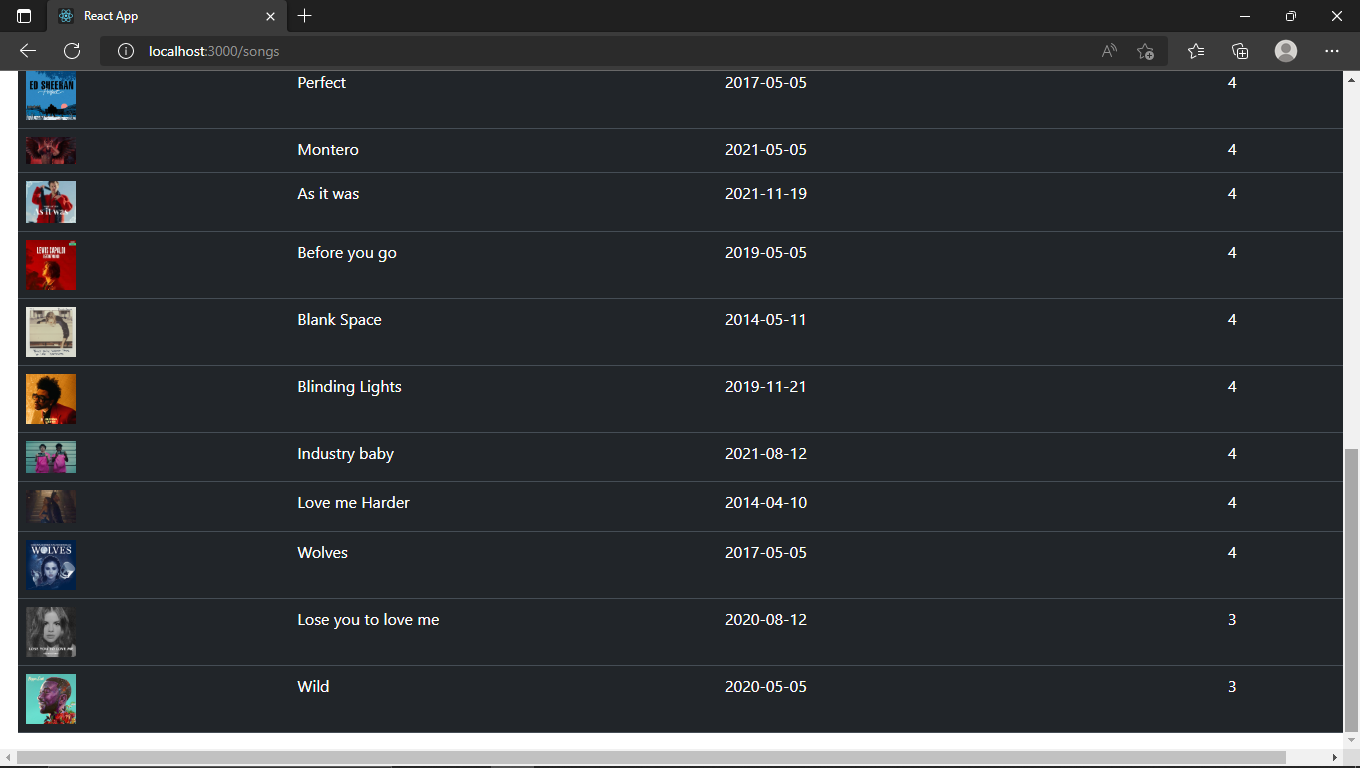 React App
localhost:3000/songs
ED SHEERAN
Perfect
Perfect 2017-05-05 4
Montero 2021-05-05 4
As it was
As it was 2021-11-19 4
LEWIS CAPALDI
Before you go 2019-05-05 4
Blank Space 2014-05-11 4
Blinding Lights 2019-11-21 4
Industry baby 2021-08-12 4
Love me Harder 2014-04-10 4
WOLVES
Wolves 2017-05-05 4
LOSE YOU TO LOVE ME
Lose you to love me 2020-08-12 3
Wild 2020-05-05 3